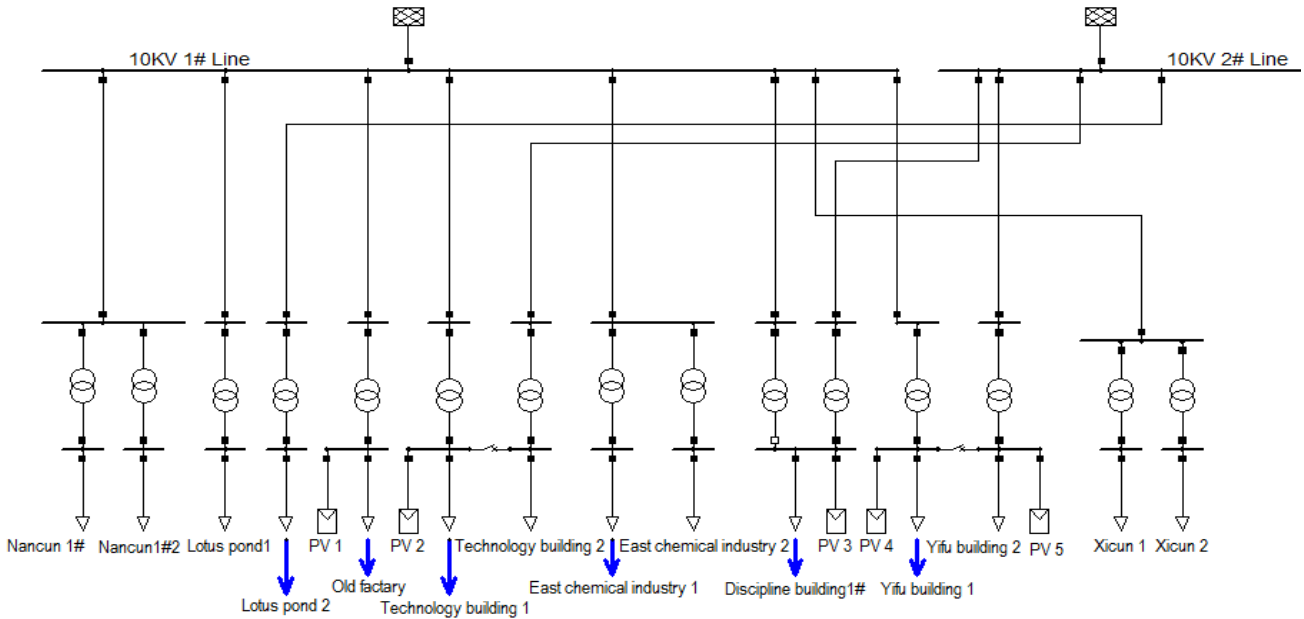 10KV 1# Line
10KV 2# Line
Nancun 1#
Nancun1#2
Lotus pond1
PV 1
PV 2
Technology building 2
East chemical industry 2
PV 3
PV 4
Yifu building 2
PV 5
Xicun 1
Xicun 2
Lotus pond 2
Old factary
Technology building 1
East chemical industry 1
Discipline building1#
Yifu building 1